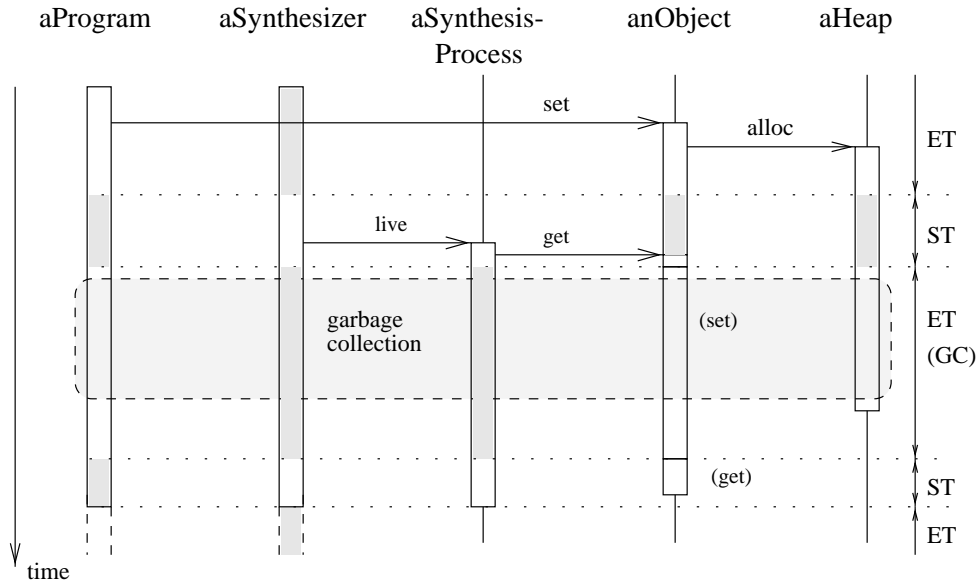 aProgram
aSynthesizer
aSynthesis-
Process
anObject
aHeap
set
alloc
ET
live
get
ST
garbage
collection
(set)
ET
(GC)
(get)
ST
ET
time